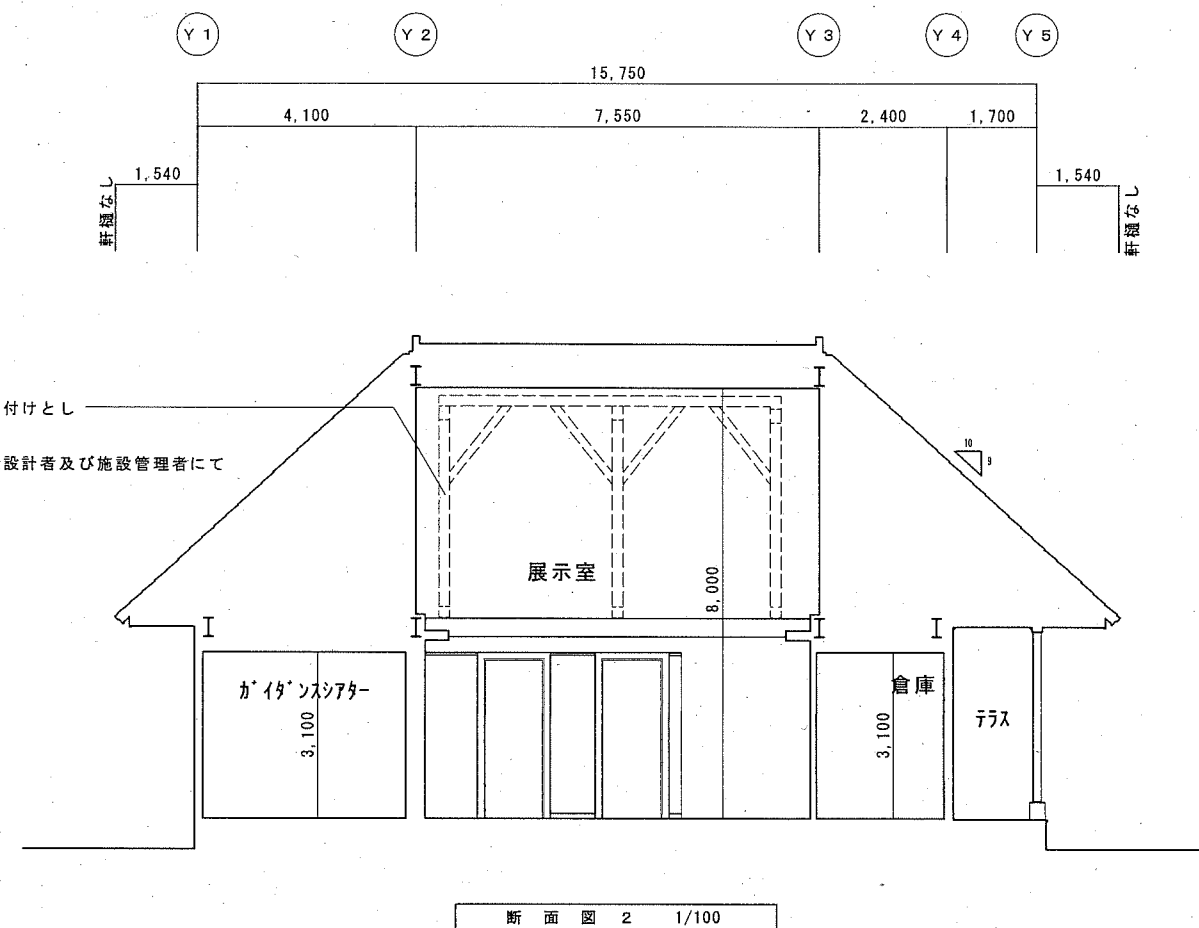 Y 1
Y 2
Y 3
Y 4
Y 5
15,750
4,100
7,550
2,400
1,700
1,540
1,540
軒樋なし
軒樋なし
付けとし
設計者及び施設管理者にて
10
9
展示室
8,000
ｶﾞｲﾀﾞﾝｽｼｱﾀｰ
3,100
倉庫
3,100
ﾃﾗｽ
断 面 図 2 1/100